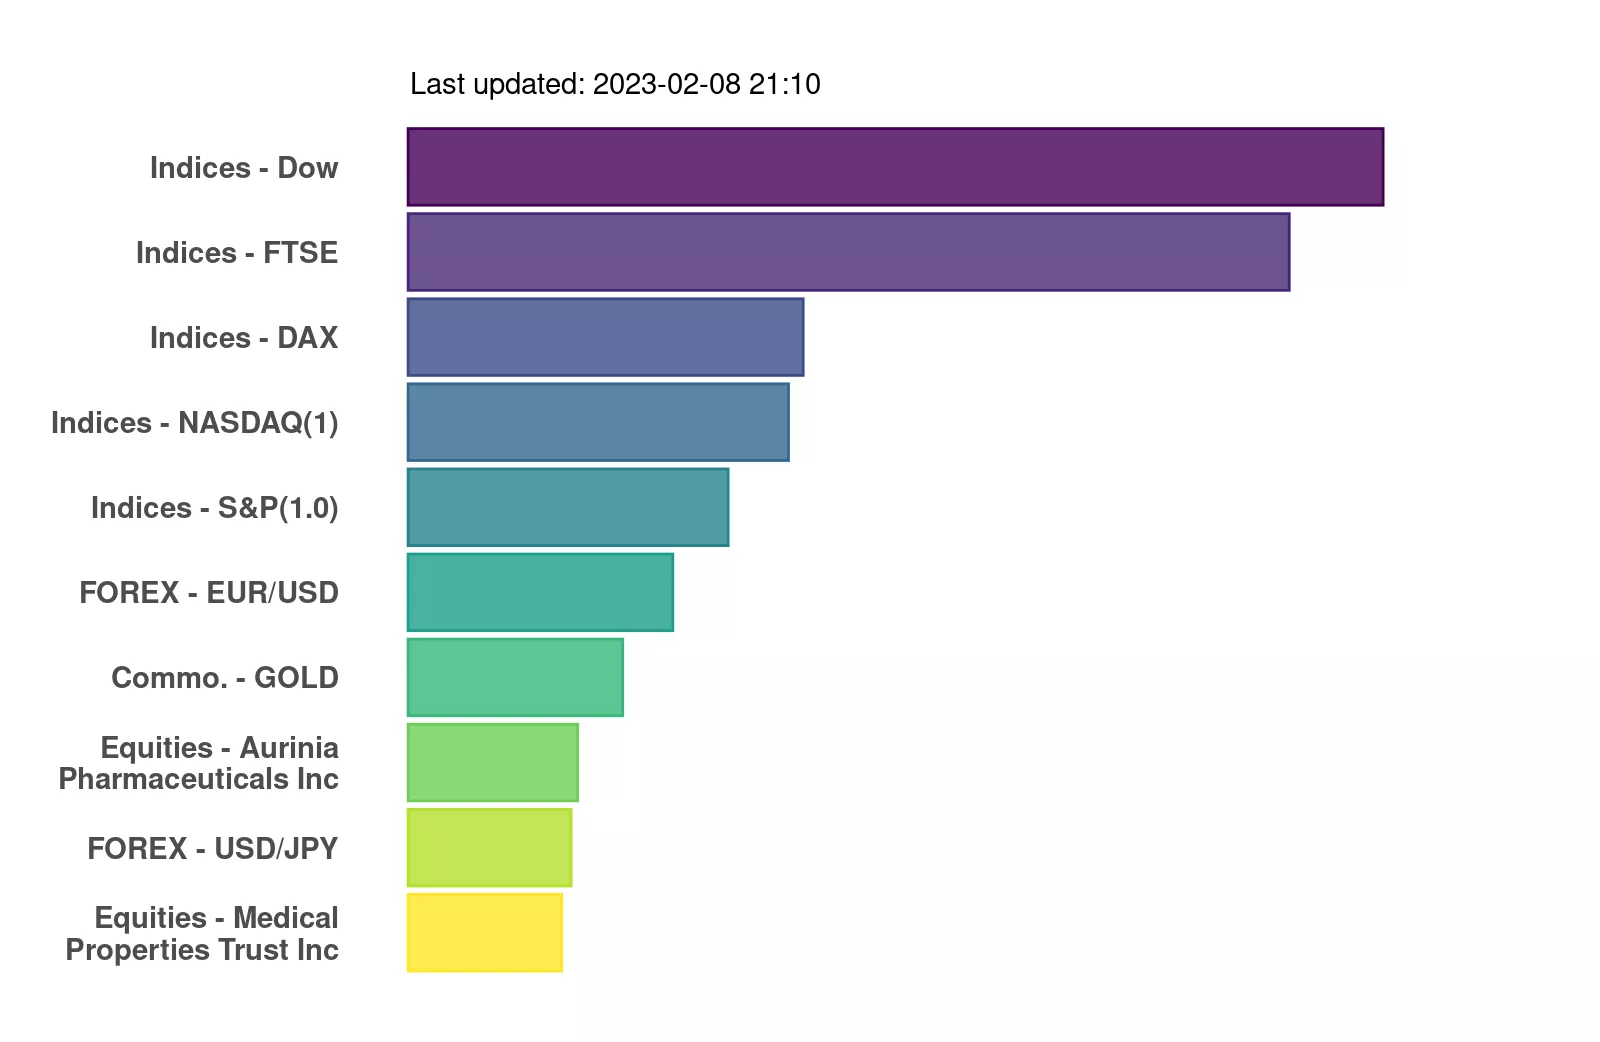 Last updated: 2023-02-08 21:10
Indices - Dow
Indices - FTSE
Indices - DAX
Indices - NASDAQ(1)
Indices - S&P(1.0)
FOREX - EUR/USD
Commo. - GOLD
Equities - Aurinia
Pharmaceuticals Inc
FOREX - USD/JPY
Equities - Medical
Properties Trust Inc